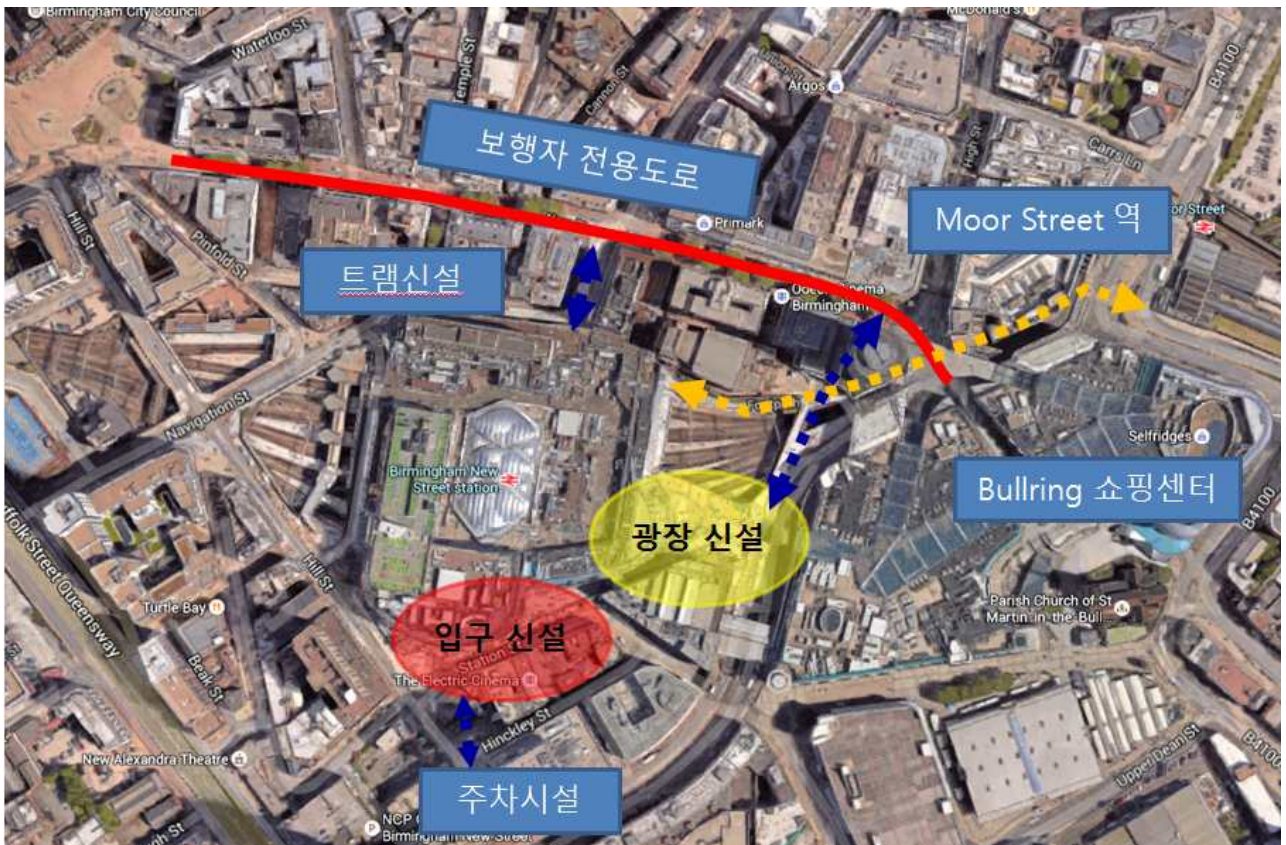 Birmingham City Council
McDonald's
Waterloo St
Temple St
Cannon St
Argos
B4100
High St
Carrs Ln
보행자 전용도로
Primark
Moor Street 역
Hill St
Pinfold St
트램신설
Birmingham
Navigation St
Selfridges
Birmingham New
Street station
Bullring 쇼핑센터
B4100
광장 신설
Hill St
Turtle Bay
Parish Church of St
Martin in the Bull...
입구 신설
Station St
The Electric Cinema
Beak St
Suffolk Street Queensway
Hinckley St
New Alexandra Theatre
Upper Dean St
B4100
주차시설
NCP
Birmingham New Street